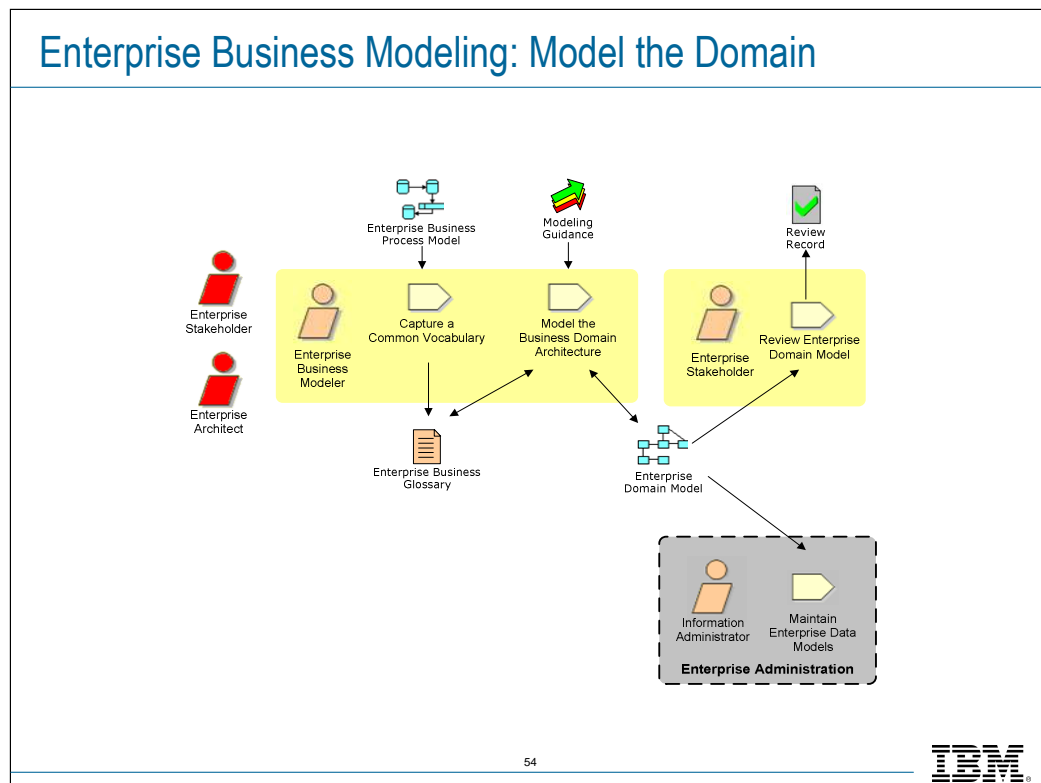 Enterprise Business Modeling: Model the Domain
Enterprise Business
Process Model
Modeling
Guidance
Review
Record
Enterprise
Stakeholder
Enterprise
Architect
Enterprise
Business
Modeler
Capture a
Common Vocabulary
Model the
Business Domain
Architecture
Enterprise
Stakeholder
Review Enterprise
Domain Model
Enterprise Business
Glossary
Enterprise
Domain Model
Information
Administrator
Maintain
Enterprise Data
Models
Enterprise Administration
54
IBM®